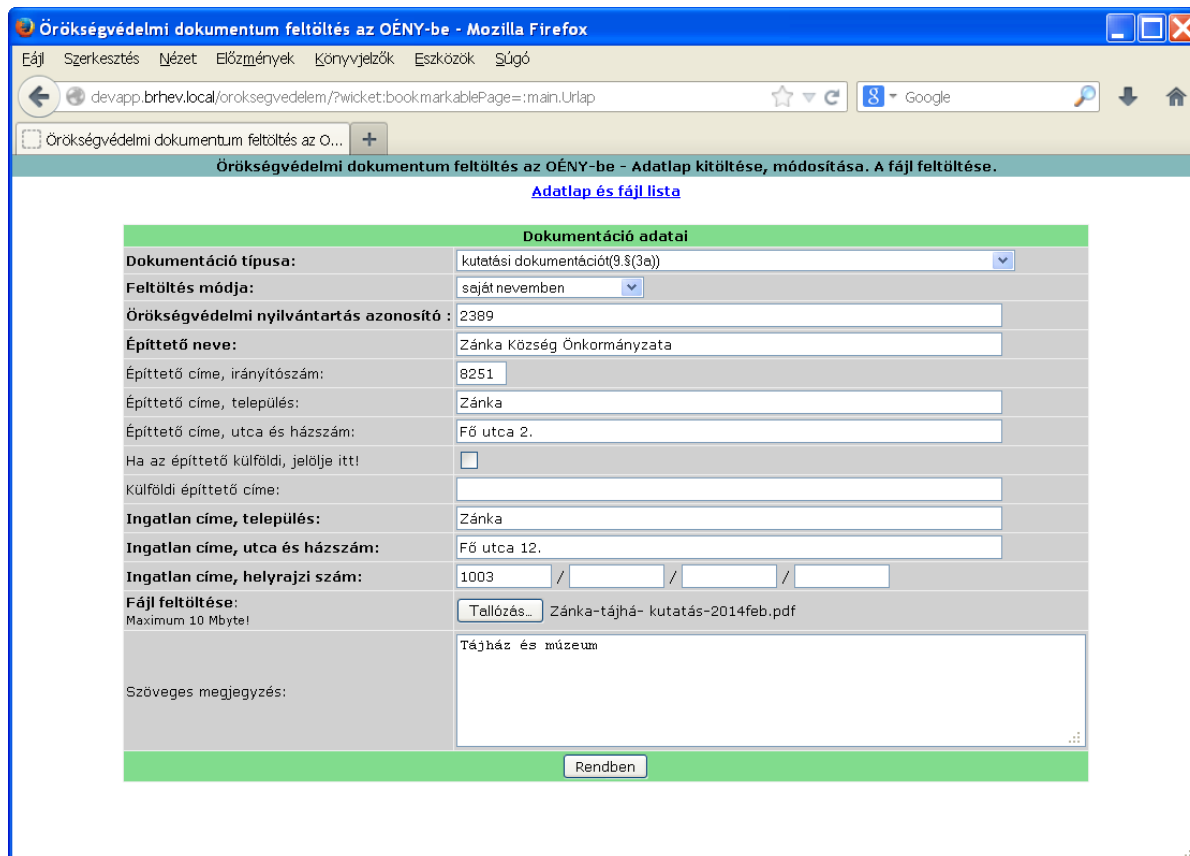 Örökségvédelmi dokumentum feltöltés az OÉNY-be - Mozilla Firefox
Fájl Szerkesztés Nézet Előzmények Könyvjelzők Eszközök Súgó
devapp.brhev.local/oroksegvedelem/?wicket:bookmarkablePage=:main.Urlap
8 Google
Örökségvédelmi dokumentum feltöltés az O... +
Örökségvédelmi dokumentum feltöltés az OÉNY-be - Adatlap kitöltése, módosítása. A fájl feltöltése.
Adatlap és fájl lista
Dokumentáció adatai
Dokumentáció típusa: kutatási dokumentációt(9.§(3a))
Feltöltés módja: saját nevemben
Örökségvédelmi nyilvántartás azonosító : 2389
Építtető neve: Zánka Község Önkormányzata
Építtető címe, irányítószám: 8251
Építtető címe, település: Zánka
Építtető címe, utca és házszám: Fő utca 2.
Ha az építtető külföldi, jelölje itt!
Külföldi építtető címe:
Ingatlan címe, település: Zánka
Ingatlan címe, utca és házszám: Fő utca 12.
Ingatlan címe, helyrajzi szám: 1003 / / /
Fájl feltöltése:
Maximum 10 Mbyte!
Tallózás... Zánka-tájhá- kutatás-2014feb.pdf
Szöveges megjegyzés: Tájház és múzeum
Rendben